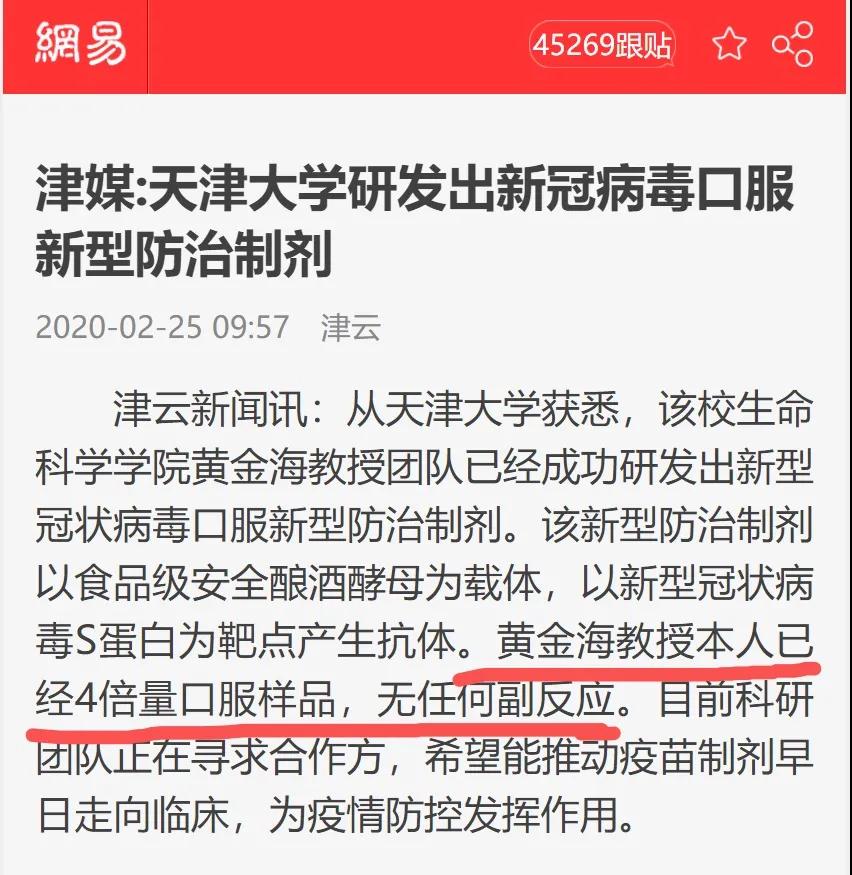 網易
45269跟贴
津媒:天津大学研发出新冠病毒口服
新型防治制剂
2020-02-25 09:57 津云
津云新闻讯：从天津大学获悉，该校生命
科学学院黄金海教授团队已经成功研发出新型
冠状病毒口服新型防治制剂。该新型防治制剂
以食品级安全酿酒酵母为载体，以新型冠状病
毒S蛋白为靶点产生抗体。黄金海教授本人已
经4倍量口服样品，无任何副反应。目前科研
团队正在寻求合作方，希望能推动疫苗制剂早
日走向临床，为疫情防控发挥作用。